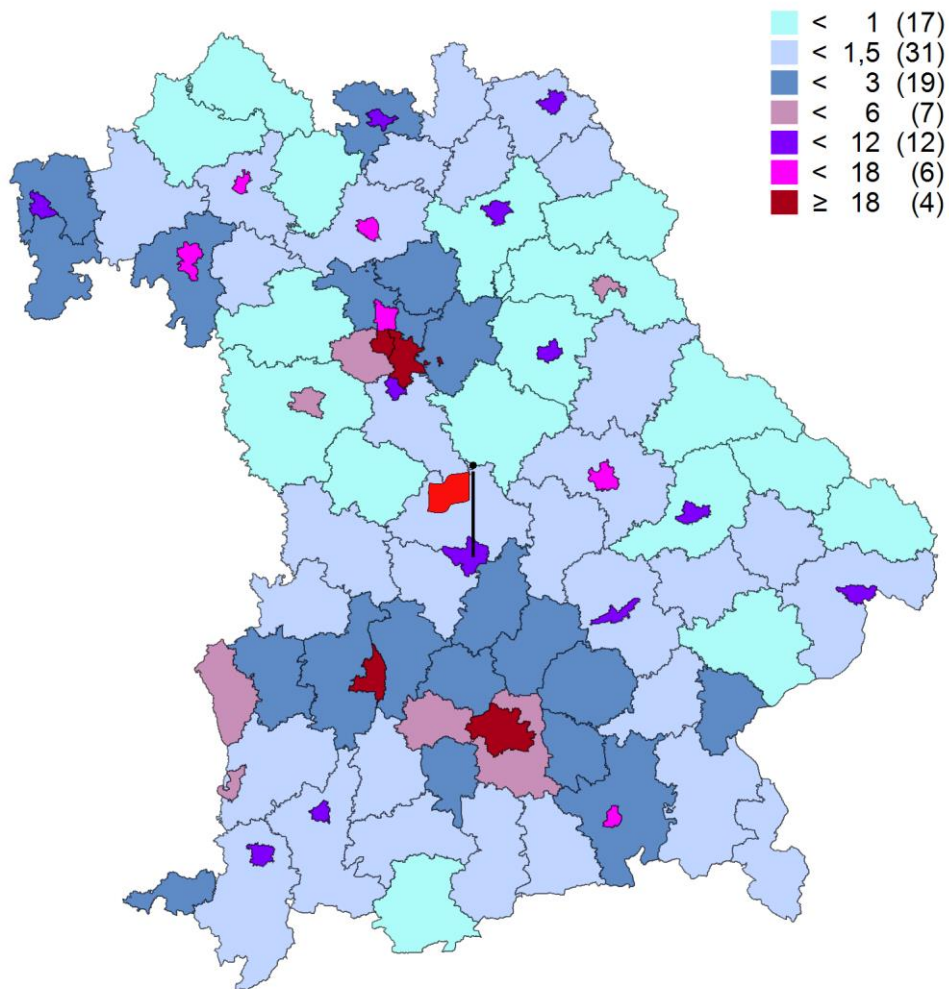 < 1 (17)
< 1,5 (31)
< 3 (19)
< 6 (7)
< 12 (12)
< 18 (6)
≥ 18 (4)